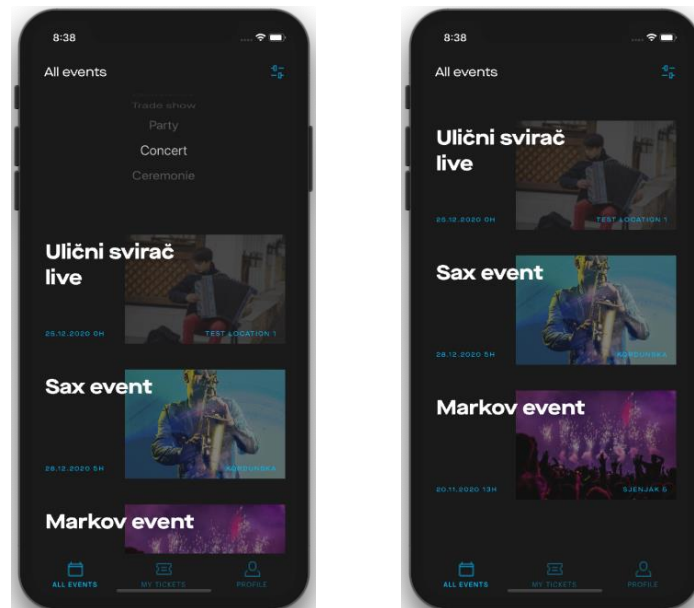 8:38
All events
Trade show
Party
Concert
Ceremonie
Ulični svirač
live
25.12.2020 0H
TEST LOCATION 1
Sax event
28.12.2020 5H
Markov event
ALL EVENTS
MY TICKETS
PROFILE
8:38
All events
Ulični svirač
live
25.12.2020 0H
TEST LOCATION 1
Sax event
28.12.2020 5H
Markov event
20.11.2020 13H
SJENJAK 6
ALL EVENTS
MY TICKETS
PROFILE